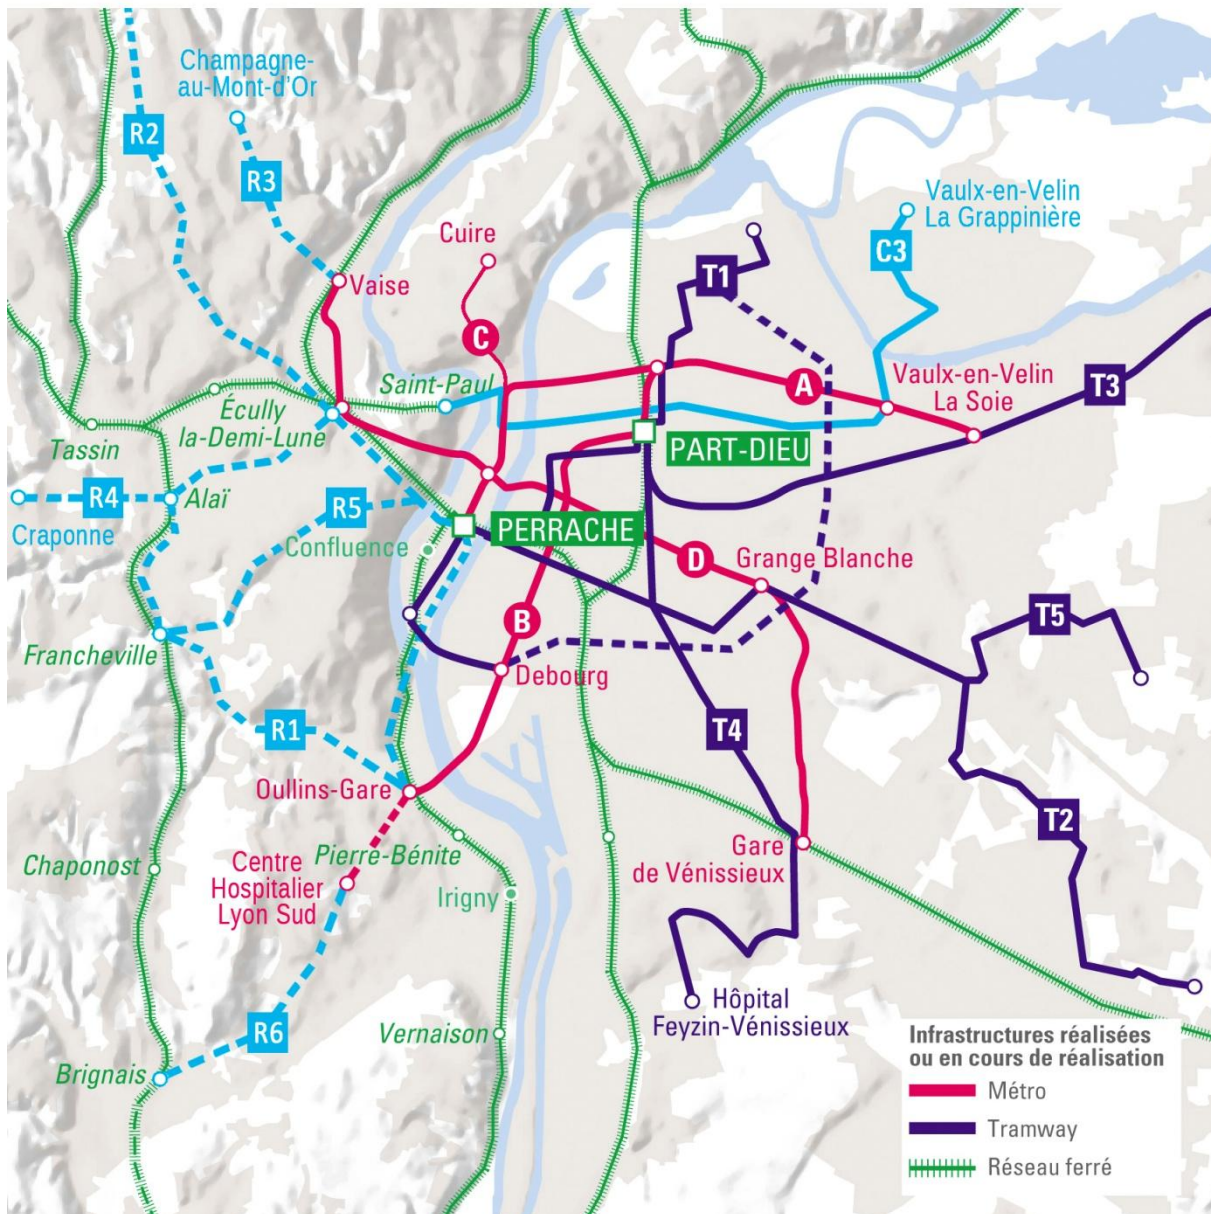 Champagne-
au-Mont-d'Or
R2
R3
Vaulx-en-Velin
La Grappinière
Cuire
C3
T1
Vaise
C
Saint-Paul
A
Vaulx-en-Velin
La Soie
T3
Écully
la-Demi-Lune
Tassin
PART-DIEU
R4
Alaï
R5
Craponne
Confluence
PERRACHE
D
Grange Blanche
B
T5
Francheville
Debourg
R1
T4
Oullins-Gare
T2
Chaponost
Pierre-Bénite
Gare
de Vénissieux
Centre
Hospitalier
Lyon Sud
Irigny
Hôpital
Feyzin-Vénissieux
R6
Vernaison
Brignais
Infrastructures réalisées
ou en cours de réalisation
Métro
Tramway
Réseau ferré